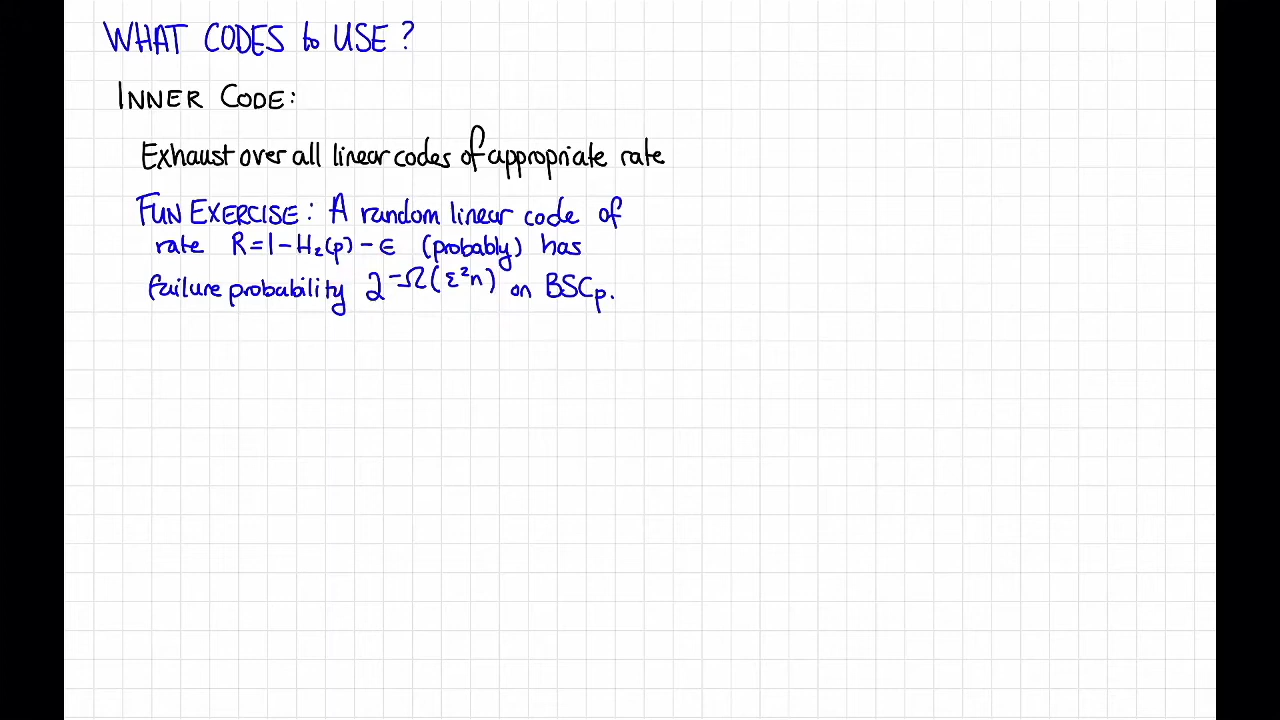 WHAT CODES to USE?
INNER CODE:
Exhaust over all linear codes of appropriate rate
FUN EXERCISE: A random linear code of
rate R=1-H₂(p)-ϵ (probably) has
failure probability 2^{-Ω(ε²n)} on BSCₚ.